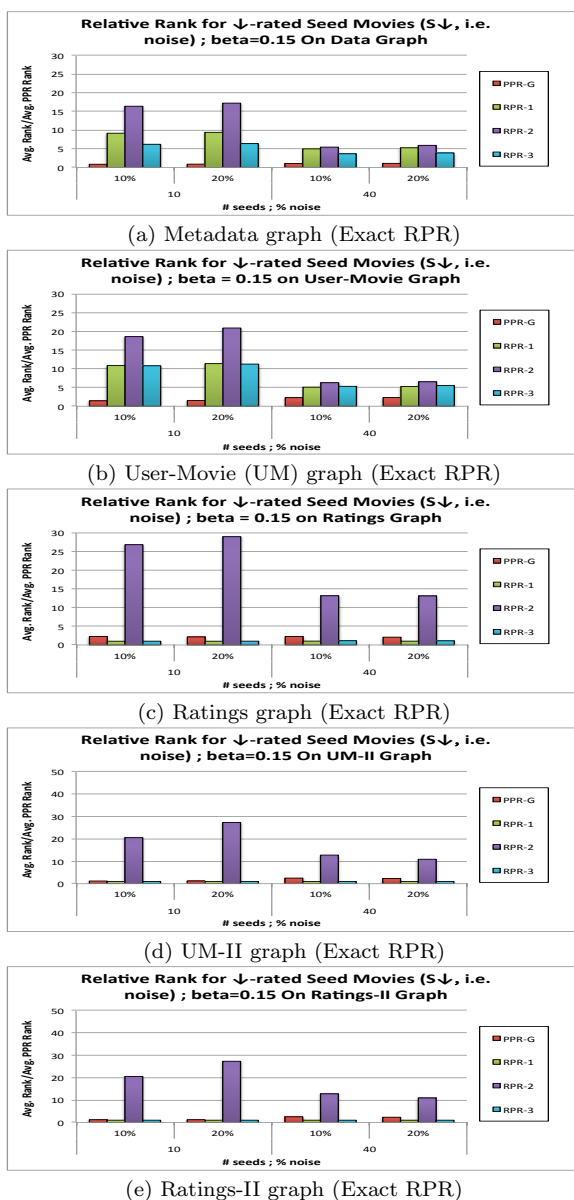 Relative Rank for ↓-rated Seed Movies (S↓, i.e.
noise) ; beta=0.15 On Data Graph
Avg. Rank/Avg. PPR Rank
30
25
20
15
10
5
0
10% 20% 10% 20%
10 40
# seeds ; % noise
PPR-G
RPR-1
RPR-2
RPR-3
(a) Metadata graph (Exact RPR)
Relative Rank for ↓-rated Seed Movies (S↓, i.e.
noise) ; beta = 0.15 on User-Movie Graph
Avg. Rank/Avg. PPR Rank
30
25
20
15
10
5
0
10% 20% 10% 20%
10 40
# seeds ; % noise
PPR-G
RPR-1
RPR-2
RPR-3
(b) User-Movie (UM) graph (Exact RPR)
Relative Rank for ↓-rated Seed Movies (S↓, i.e.
noise) ; beta = 0.15 on Ratings Graph
Avg. Rank/Avg. PPR Rank
30
25
20
15
10
5
0
10% 20% 10% 20%
10 40
# seeds ; % noise
PPR-G
RPR-1
RPR-2
RPR-3
(c) Ratings graph (Exact RPR)
Relative Rank for ↓-rated Seed Movies (S↓, i.e.
noise) ; beta=0.15 On UM-II Graph
Avg. Rank/Avg. PPR Rank
50
40
30
20
10
0
10% 20% 10% 20%
10 40
# seeds ; % noise
PPR-G
RPR-1
RPR-2
RPR-3
(d) UM-II graph (Exact RPR)
Relative Rank for ↓-rated Seed Movies (S↓, i.e.
noise) ; beta=0.15 On Ratings-II Graph
Avg. Rank/Avg. PPR Rank
50
40
30
20
10
0
10% 20% 10% 20%
10 40
# seeds ; % noise
PPR-G
RPR-1
RPR-2
RPR-3
(e) Ratings-II graph (Exact RPR)